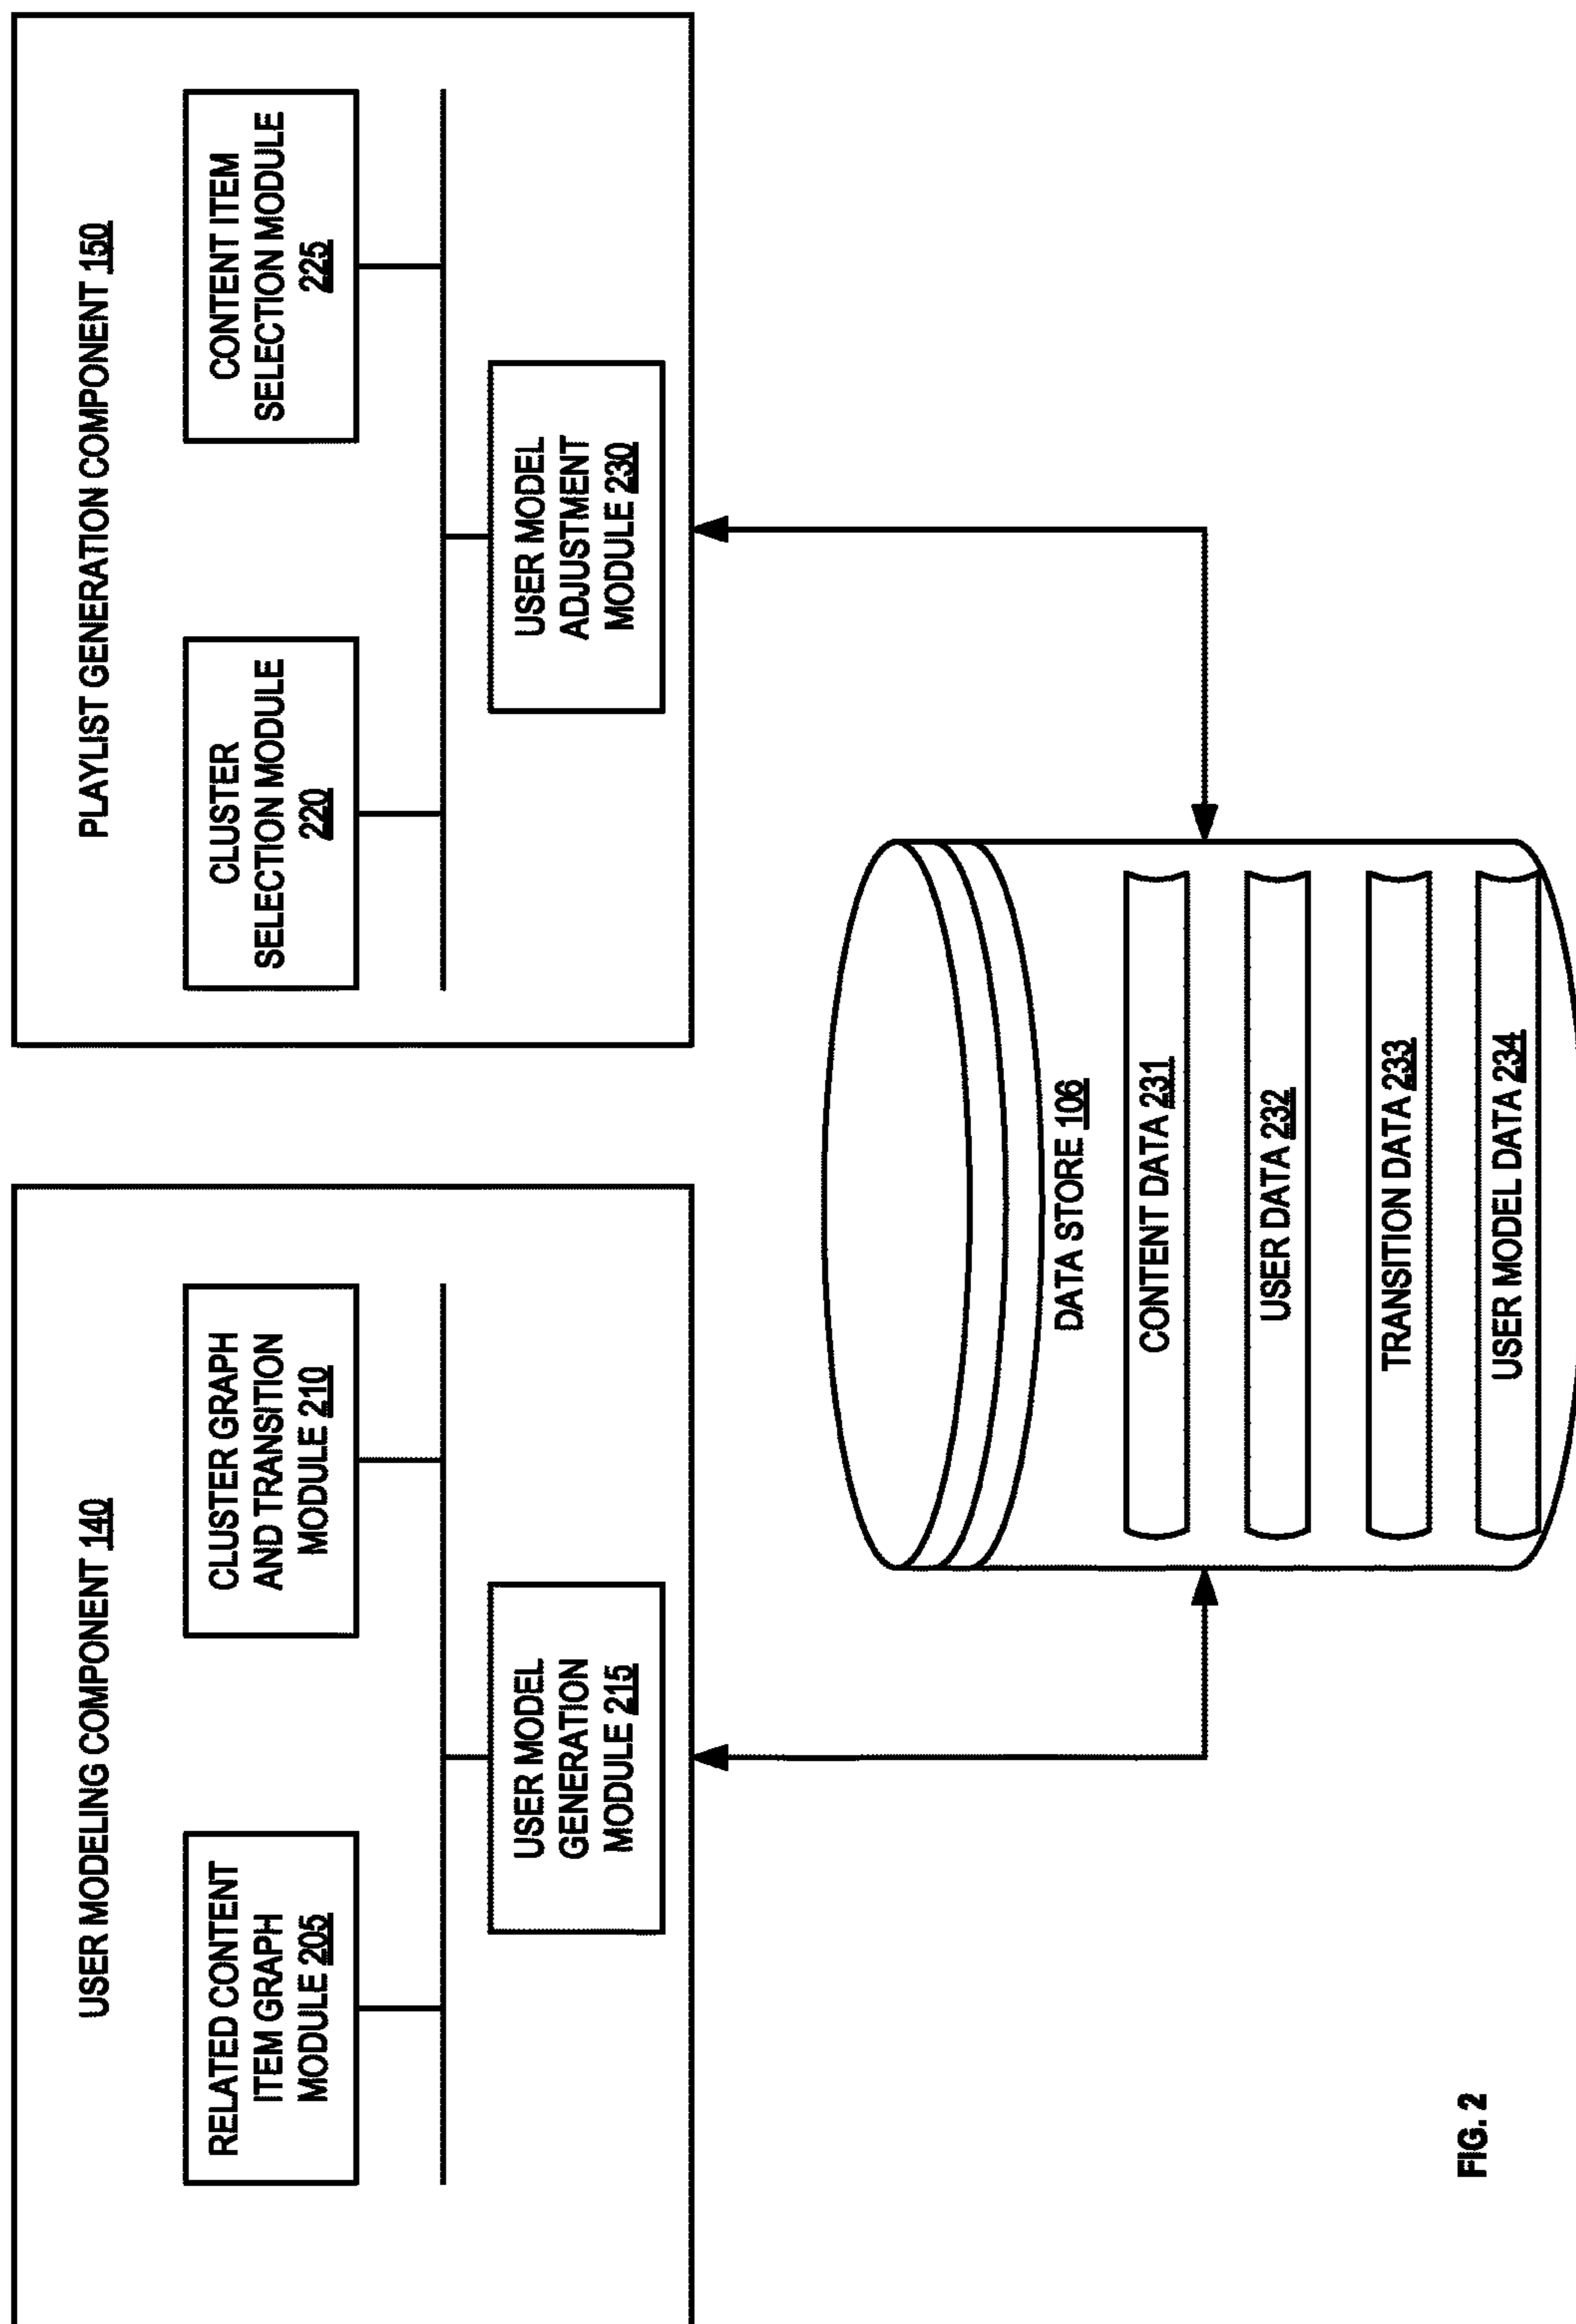 USER MODELING COMPONENT 140
RELATED CONTENT
ITEM GRAPH
MODULE 205
CLUSTER GRAPH
AND TRANSITION
MODULE 210
USER MODEL
GENERATION
MODULE 215
PLAYLIST GENERATION COMPONENT 150
CLUSTER
SELECTION MODULE
220
CONTENT ITEM
SELECTION MODULE
225
USER MODEL
ADJUSTMENT
MODULE 230
DATA STORE 106
CONTENT DATA 231
USER DATA 232
TRANSITION DATA 233
USER MODEL DATA 234
FIG. 2